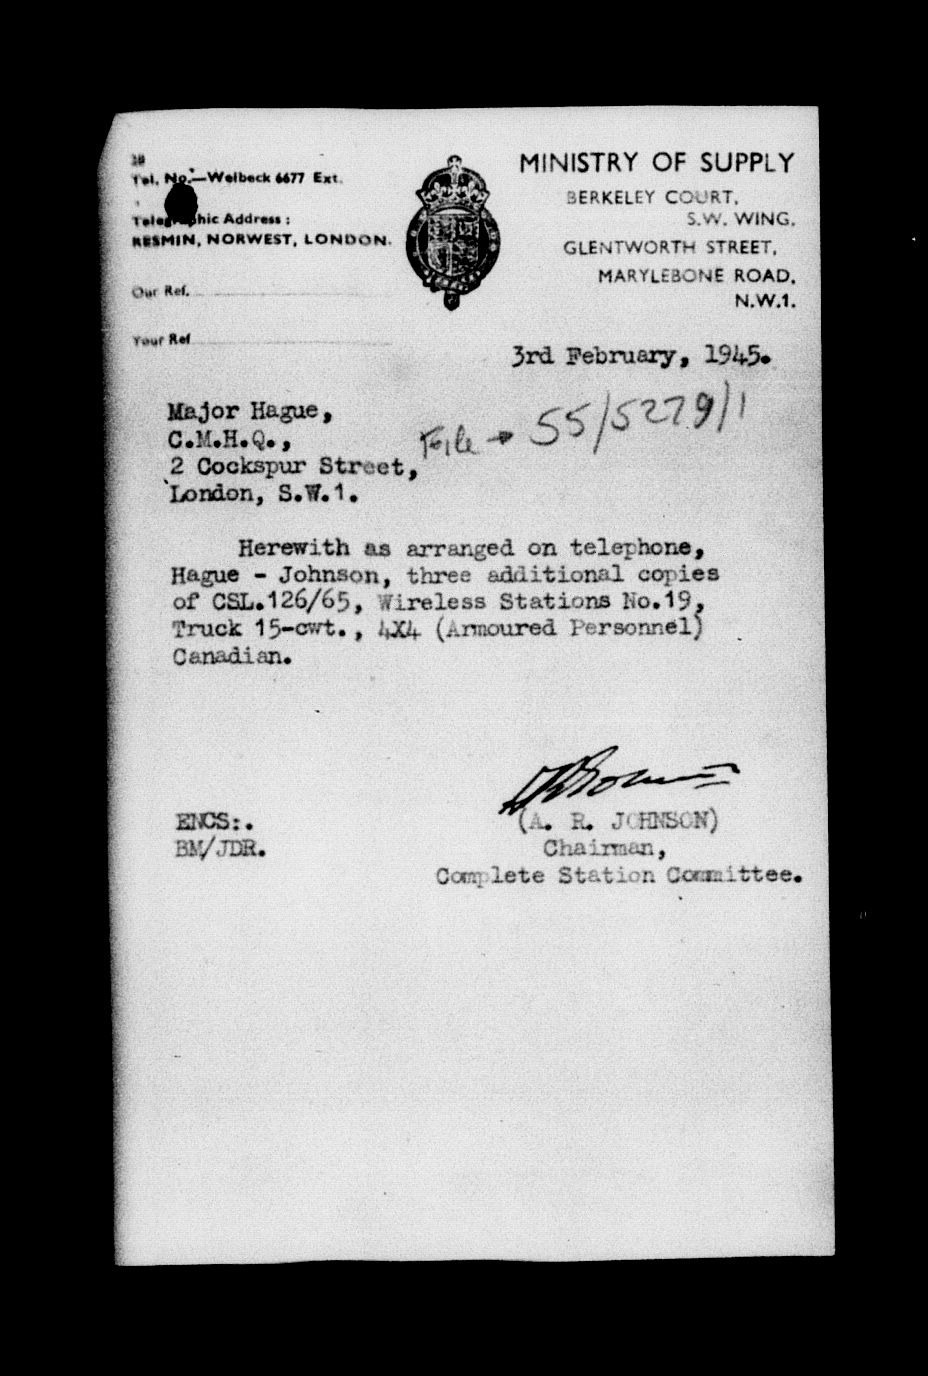 18
Tel. No.—Welbeck 6677 Ext.
Telegraphic Address :
RESMIN, NORWEST, LONDON.
Our Ref.
Your Ref
MINISTRY OF SUPPLY
BERKELEY COURT,
S.W. WING,
GLENTWORTH STREET,
MARYLEBONE ROAD,
N.W.1.
3rd February, 1945.
File → 55/5279/1
Major Hague,
C.M.H.Q.,
2 Cockspur Street,
London, S.W.1.
Herewith as arranged on telephone,
Hague - Johnson, three additional copies
of CSL.126/65, Wireless Stations No.19,
Truck 15-cwt., 4X4 (Armoured Personnel)
Canadian.
ENCS:.
BM/JDR.
(A. R. JOHNSON)
Chairman,
Complete Station Committee.